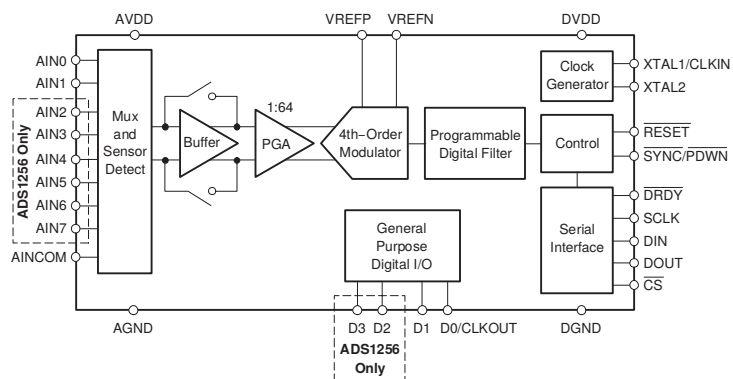 AVDD
VREFP
VREFN
DVDD
AIN0
AIN1
AIN2
AIN3
AIN4
AIN5
AIN6
AIN7
AINCOM
ADS1256 Only
Mux
and
Sensor
Detect
Buffer
1:64
PGA
4th-Order
Modulator
Programmable
Digital Filter
Clock
Generator
Control
Serial
Interface
General
Purpose
Digital I/O
XTAL1/CLKIN
XTAL2
RESET
SYNC/PDWN
DRDY
SCLK
DIN
DOUT
CS
AGND
D3
D2
D1
D0/CLKOUT
DGND
ADS1256
Only